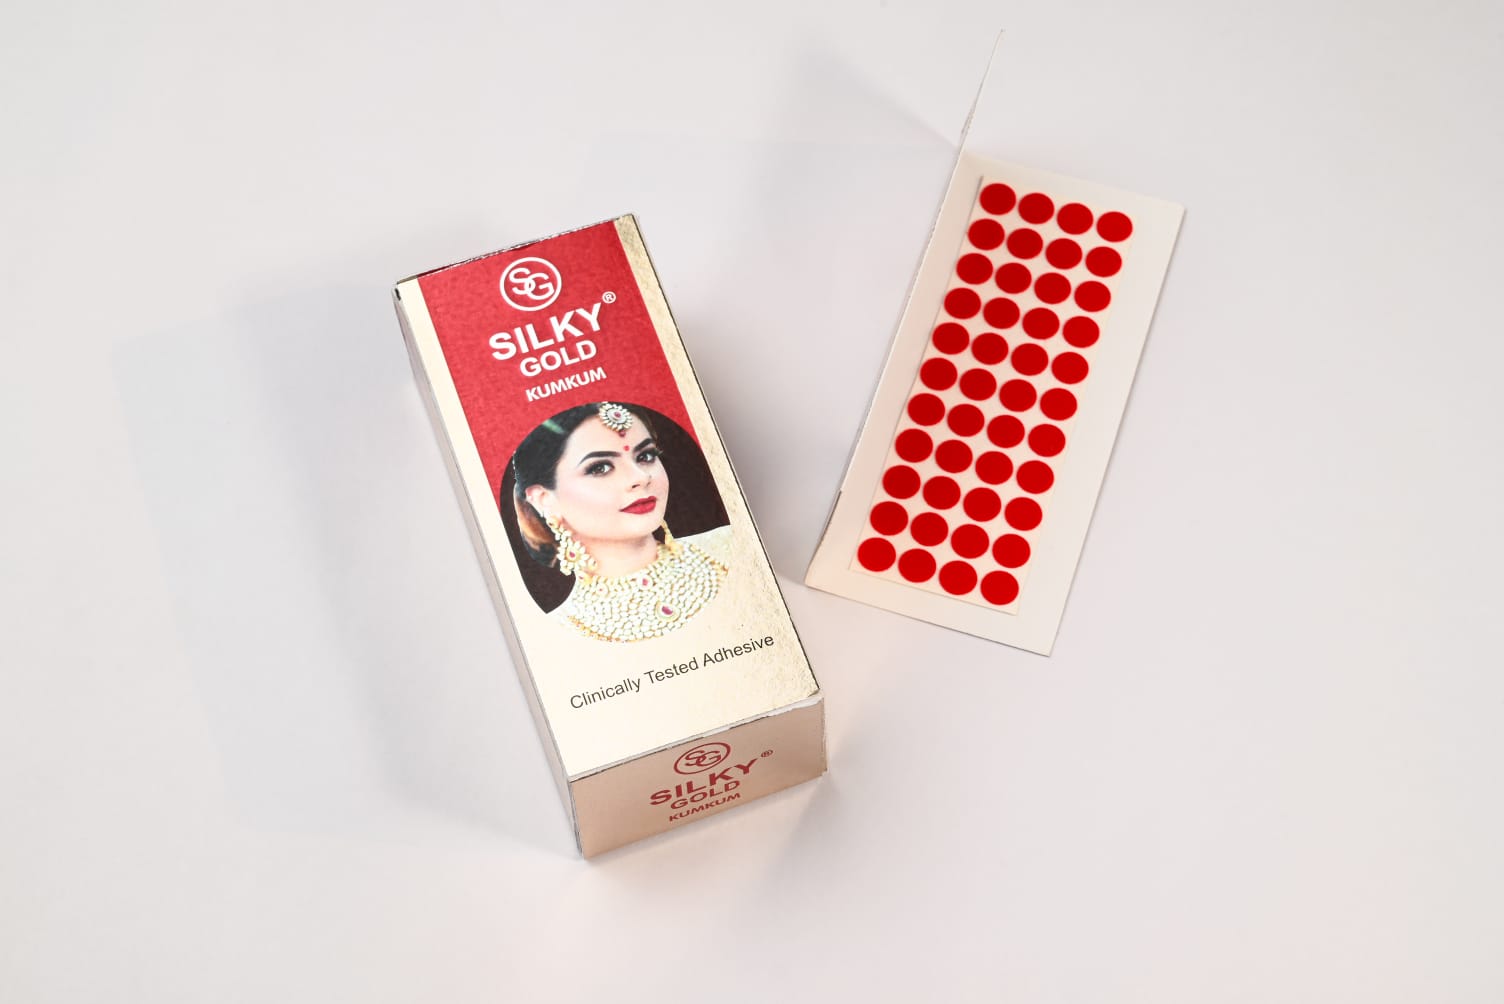 SG
SILKY®
GOLD
KUMKUM
Clinically Tested Adhesive
SG
SILKY®
GOLD
KUMKUM